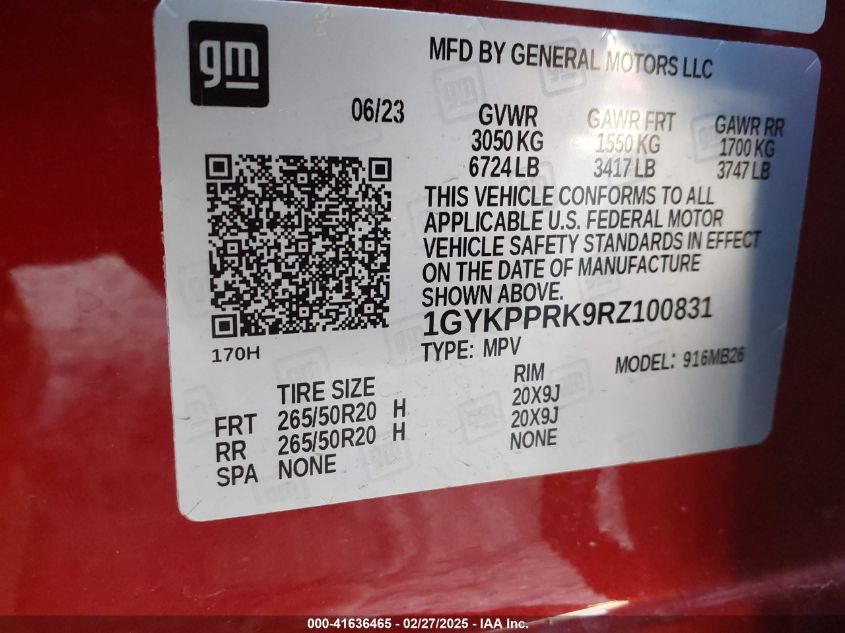 gm
MFD BY GENERAL MOTORS LLC
06/23
GVWR GAWR FRT GAWR RR
3050 KG 1550 KG 1700 KG
6724 LB 3417 LB 3747 LB
THIS VEHICLE CONFORMS TO ALL
APPLICABLE U.S. FEDERAL MOTOR
VEHICLE SAFETY STANDARDS IN EFFECT
ON THE DATE OF MANUFACTURE
SHOWN ABOVE.
1GYKPPRK9RZ100831
170H
TYPE: MPV MODEL: 916MB26
TIRE SIZE RIM
FRT 265/50R20 H 20X9J
RR 265/50R20 H 20X9J
SPA NONE NONE
000-41636465 - 02/27/2025 - IAA Inc.